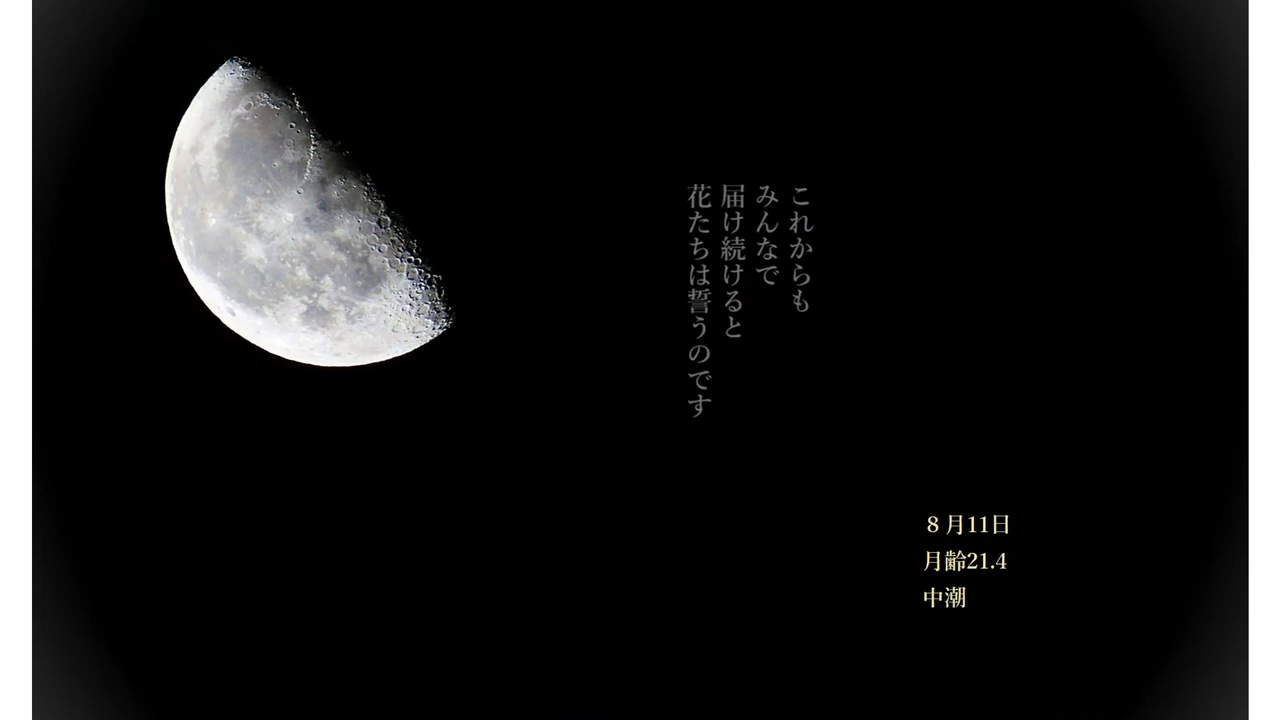 これからも
みんなで
届け続けると
花たちは誓うのです
８月11日
月齢21.4
中潮